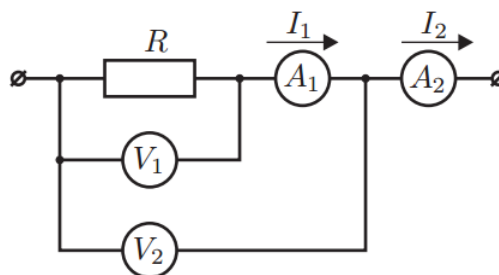 I₁ I₂
R
A₁ A₂
V₁
V₂